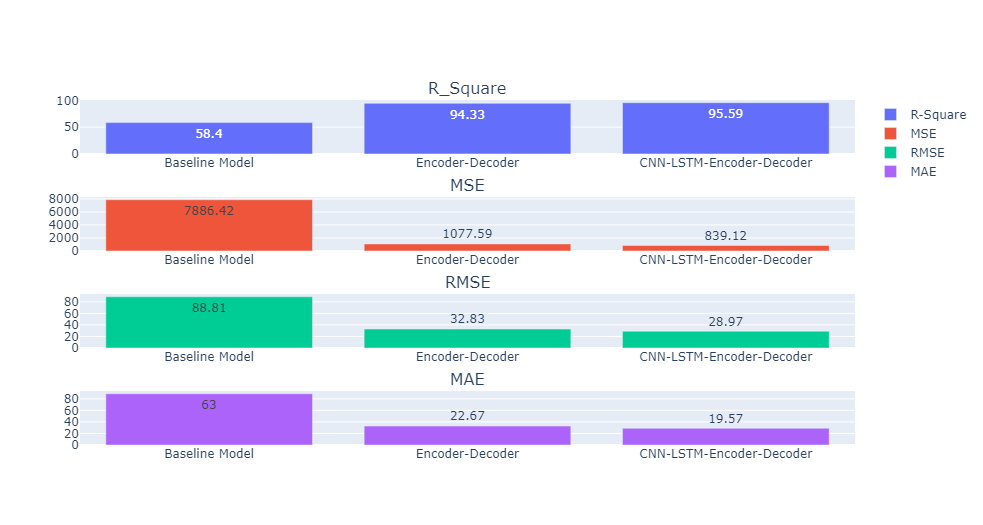 R_Square
100
50
0
58.4
94.33
95.59
Baseline Model
Encoder-Decoder
CNN-LSTM-Encoder-Decoder
R-Square
MSE
RMSE
MAE
MSE
8000
6000
4000
2000
0
7886.42
1077.59
839.12
Baseline Model
Encoder-Decoder
CNN-LSTM-Encoder-Decoder
RMSE
80
60
40
20
0
88.81
32.83
28.97
Baseline Model
Encoder-Decoder
CNN-LSTM-Encoder-Decoder
MAE
80
60
40
20
0
63
22.67
19.57
Baseline Model
Encoder-Decoder
CNN-LSTM-Encoder-Decoder